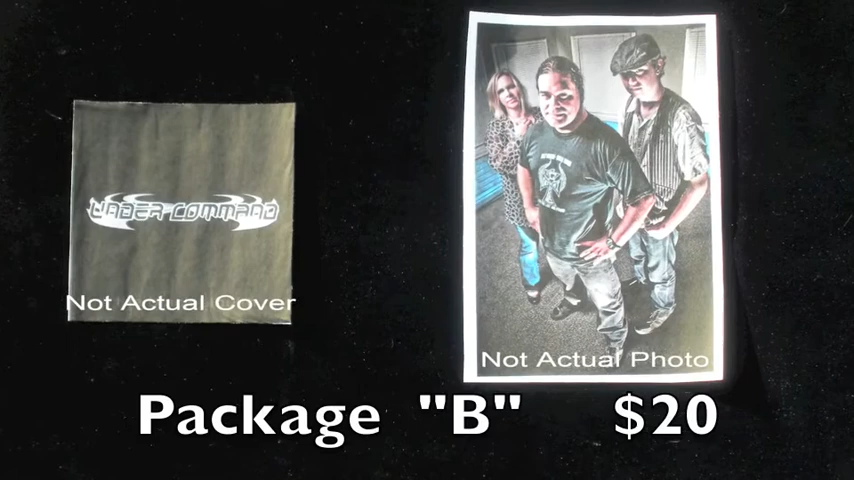 UNDER COMMAND
Not Actual Cover
Not Actual Photo
Package "B" $20